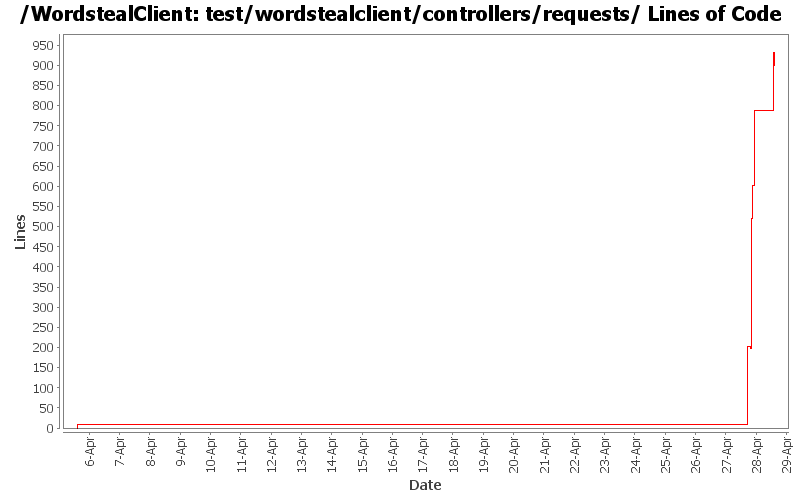 /WordstealClient: test/wordstealclient/controllers/requests/ Lines of Code
950
900
850
800
750
700
650
600
550
500
450
400
350
300
250
200
150
100
50
0
Lines
6-Apr
7-Apr
8-Apr
9-Apr
10-Apr
11-Apr
12-Apr
13-Apr
14-Apr
15-Apr
16-Apr
17-Apr
18-Apr
19-Apr
20-Apr
21-Apr
22-Apr
23-Apr
24-Apr
25-Apr
26-Apr
27-Apr
28-Apr
29-Apr
Date